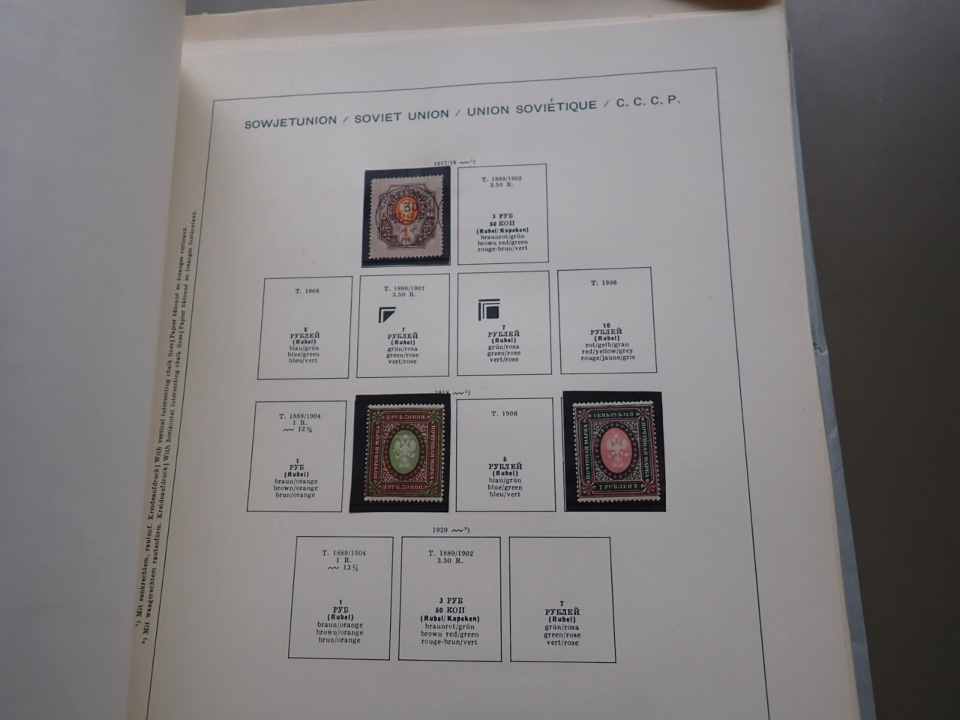 SOWJETUNION / SOVIET UNION / UNION SOVIÉTIQUE / C. C. C. P.
T. 1889/1902
3.50 R.
3 РУБ
50 КОП
(Rubel/Kopeken)
braunrot/grün
brown red/green
rouge-brun/vert
T. 1906
5
РУБЛЕЙ
(Rubel)
blau/grün
blue/green
bleu/vert
3.50 R.
7
РУБЛЕЙ
(Rubel)
grün/rosa
green/rose
vert/rose
7
РУБЛЕЙ
(Rubel)
grün/rosa
green/rose
vert/rose
T. 1906
10
РУБЛЕЙ
(Rubel)
rot/gelb/grau
red/yellow/grey
rouge/jaune/gris
T. 1889/1904
1 R.
1
РУБ
(Rubel)
braun/orange
brown/orange
brun/orange
T. 1906
5
РУБЛЕЙ
(Rubel)
blau/grün
blue/green
bleu/vert
7 РУБЛЕЙ 7
1920
T. 1889/1904
1 R.
1
РУБ
(Rubel)
braun/orange
brown/orange
brun/orange
T. 1889/1902
3.50 R.
3 РУБ
50 КОП
(Rubel/Kopeken)
braunrot/grün
brown red/green
rouge-brun/vert
7
РУБЛЕЙ
(Rubel)
grün/rosa
green/rose
vert/rose